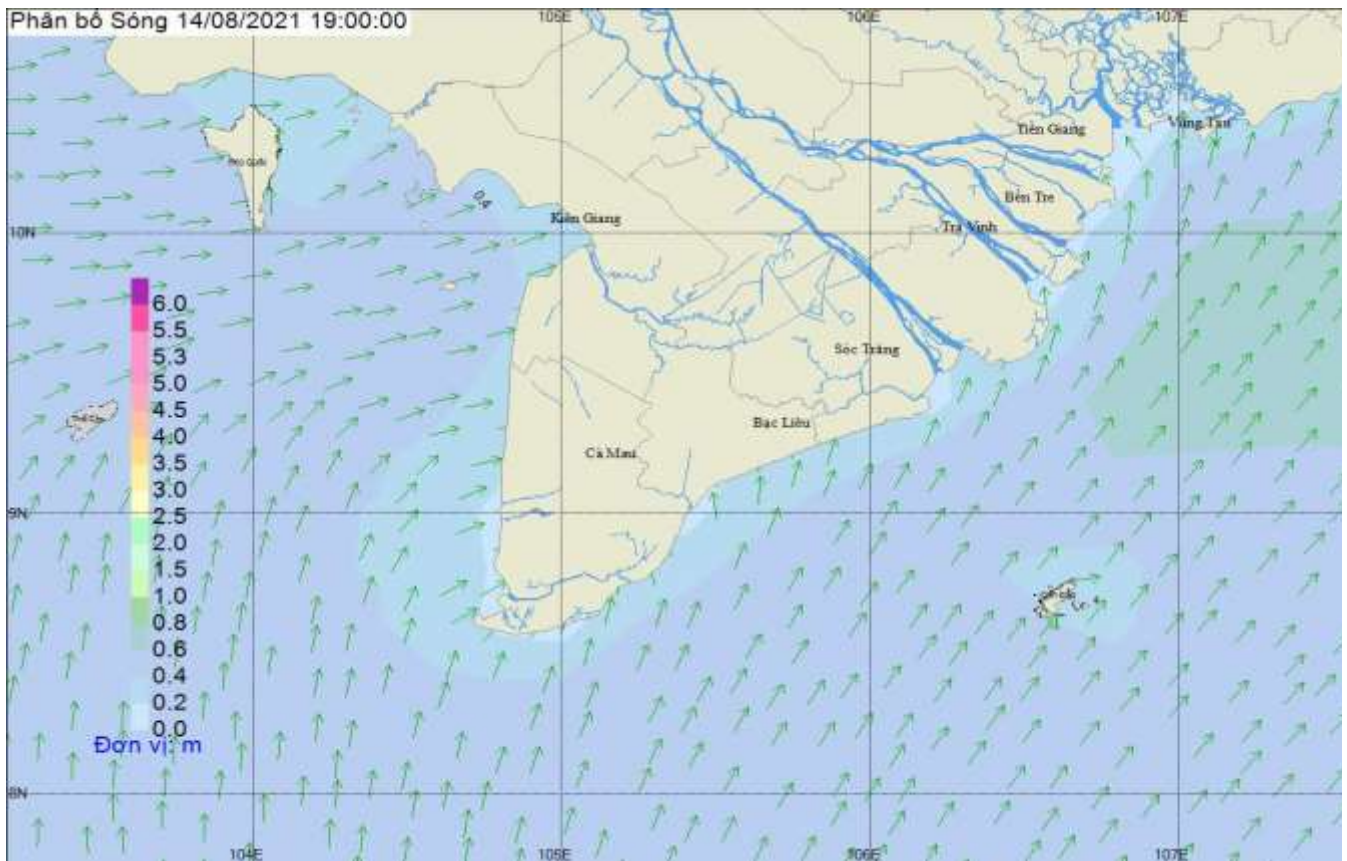 Phân bố Sóng 14/08/2021 19:00:00
105E
106E
107E
Tiền Giang
Vũng Tàu
Bến Tre
0.4
Kiên Giang
Trà Vinh
10N
6.0
5.5
5.3
5.0
4.5
4.0
3.5
3.0
2.5
2.0
1.5
1.0
0.8
0.6
0.4
0.2
0.0
Đơn vị: m
Sóc Trăng
Bạc Liêu
Cà Mau
9N
8N
104E
105E
106E
107E